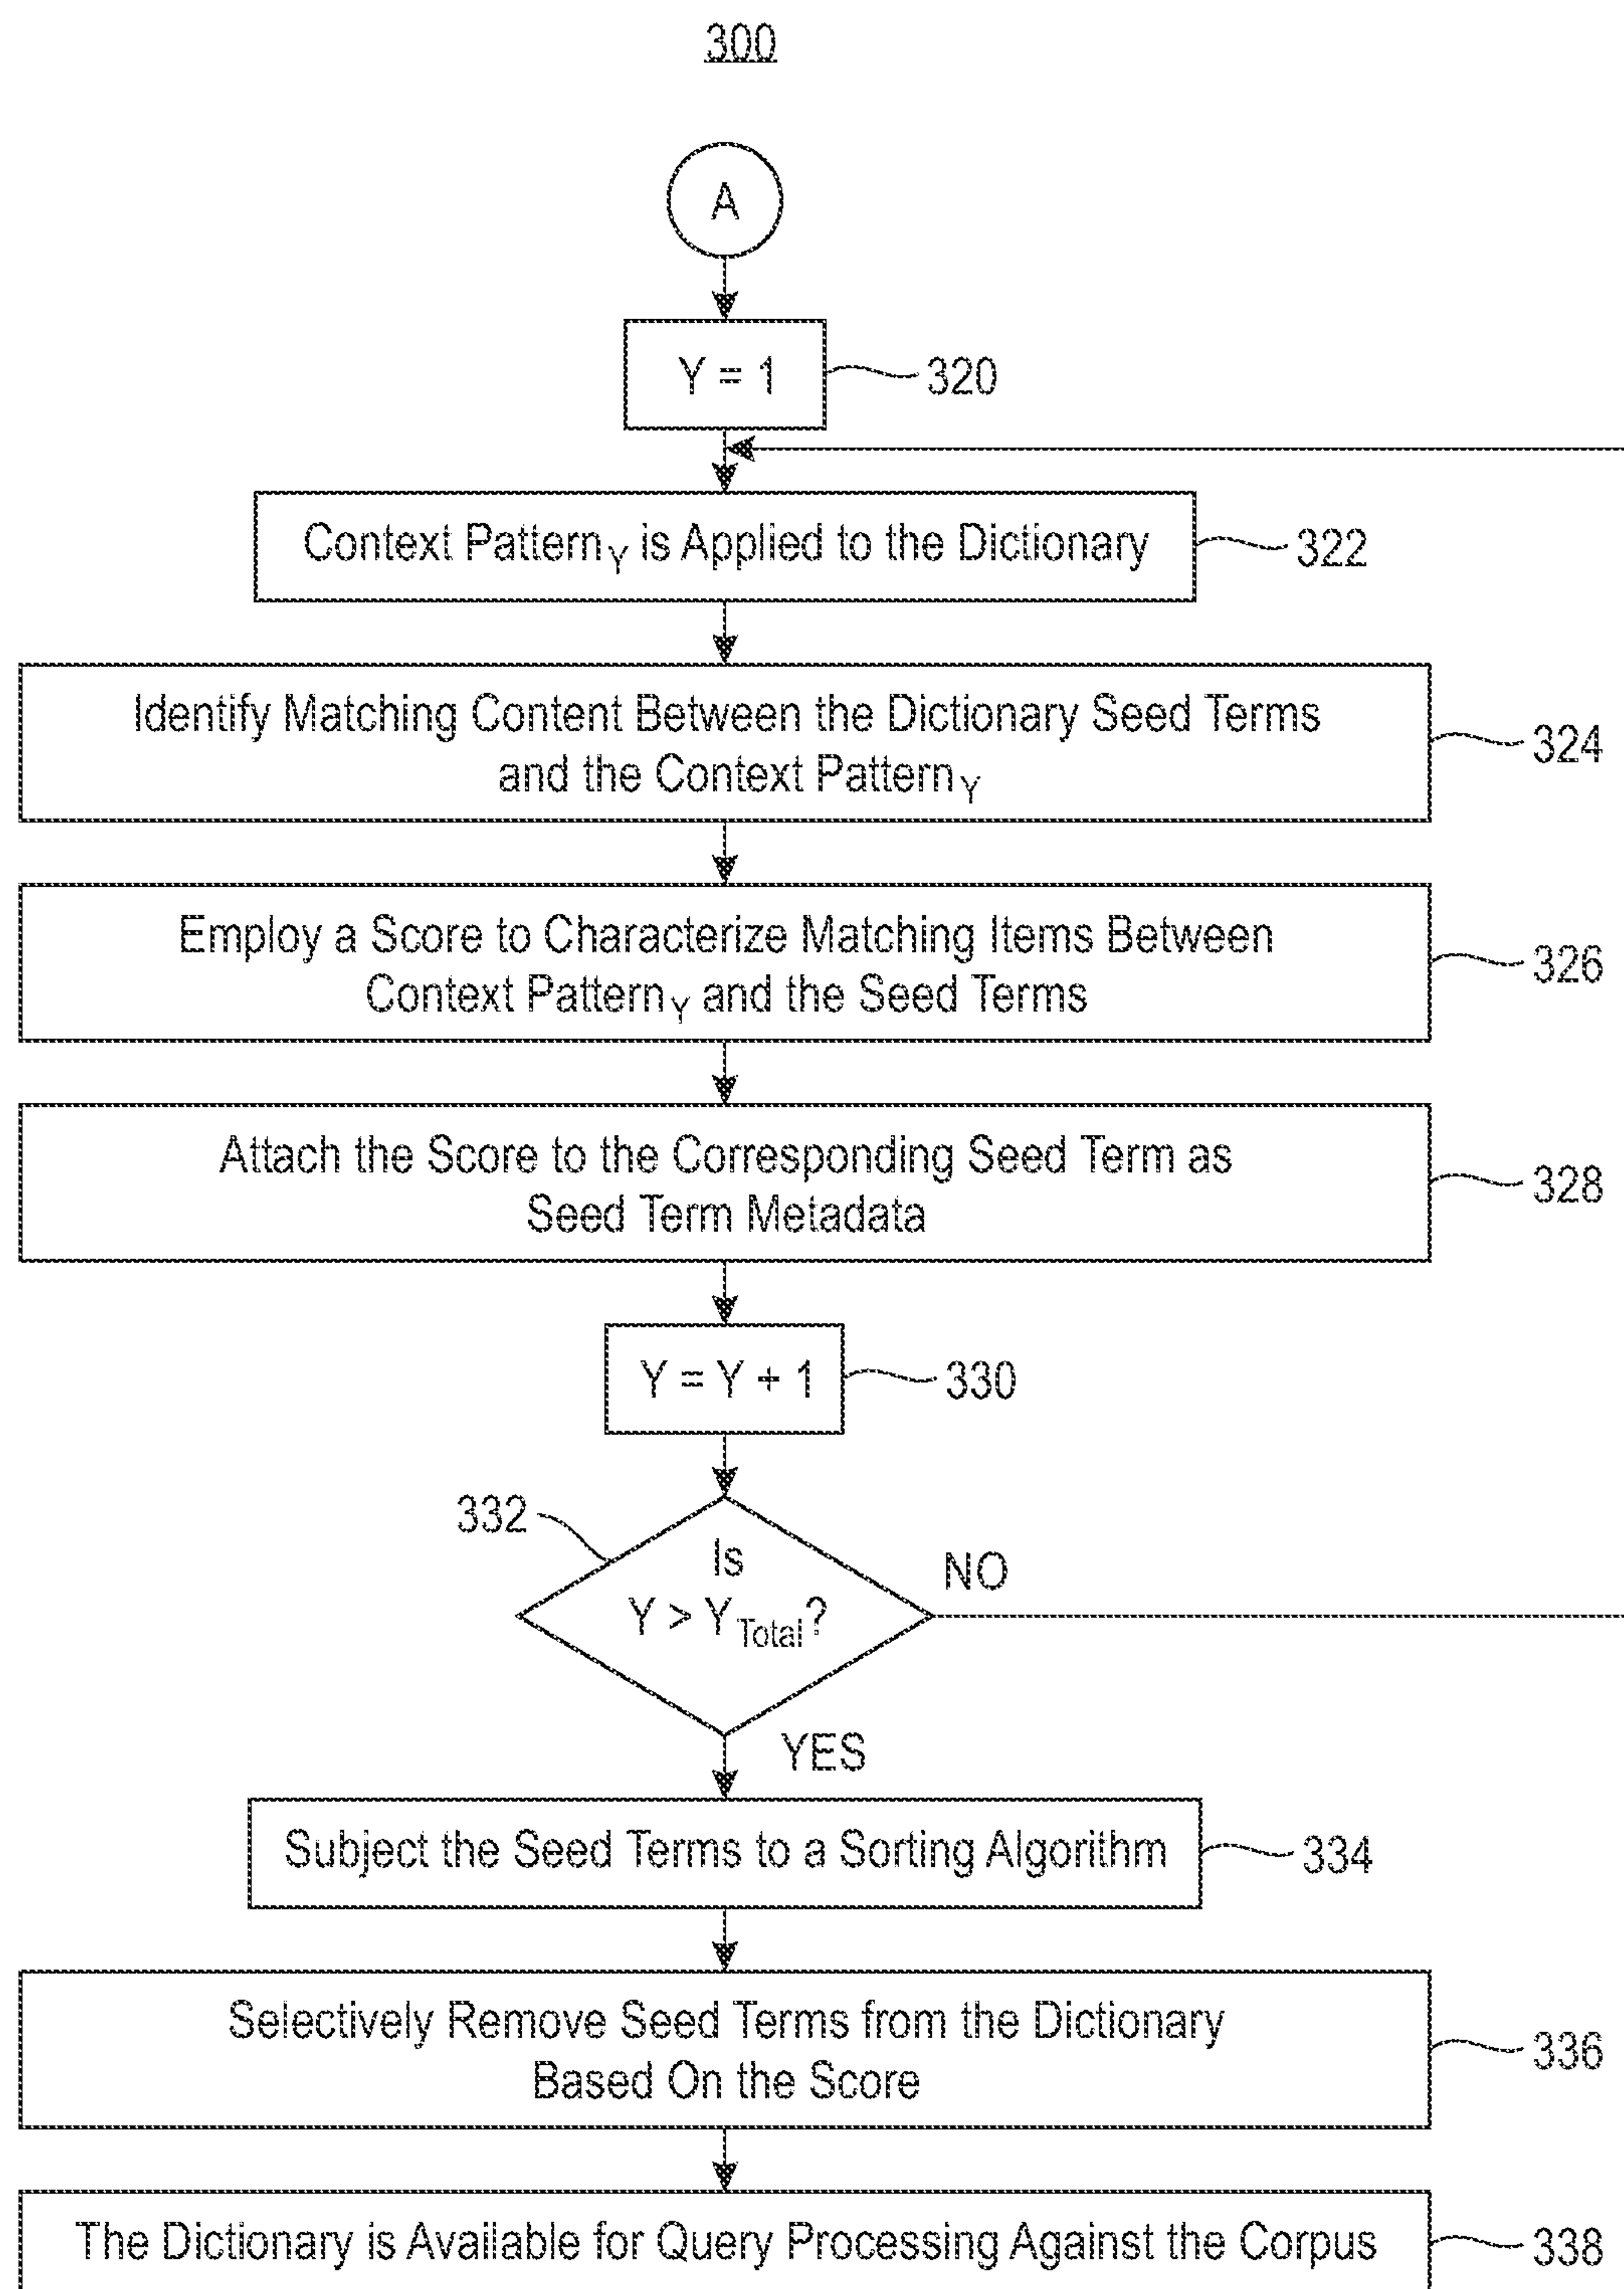 300
A
Y = 1
320
Context Pattern Y is Applied to the Dictionary
322
Identify Matching Content Between the Dictionary Seed Terms
and the Context Pattern Y
324
Employ a Score to Characterize Matching Items Between
Context Pattern Y and the Seed Terms
326
Attach the Score to the Corresponding Seed Term as
Seed Term Metadata
328
Y = Y + 1
330
332
Is
Y > Y Total?
NO
YES
Subject the Seed Terms to a Sorting Algorithm
334
Selectively Remove Seed Terms from the Dictionary
Based On the Score
336
The Dictionary is Available for Query Processing Against the Corpus
338